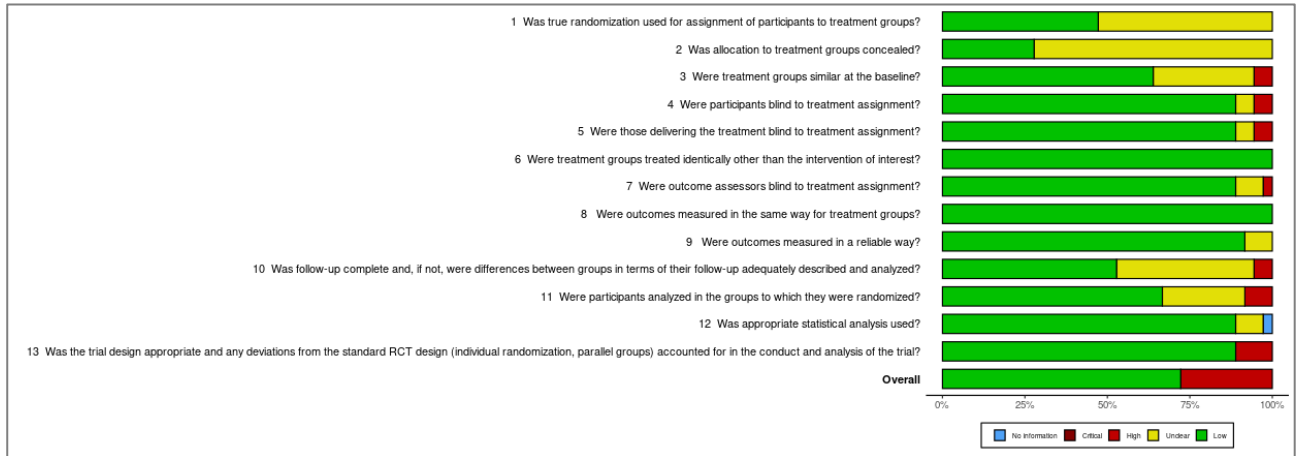 1 Was true randomization used for assignment of participants to treatment groups?
2 Was allocation to treatment groups concealed?
3 Were treatment groups similar at the baseline?
4 Were participants blind to treatment assignment?
5 Were those delivering the treatment blind to treatment assignment?
6 Were treatment groups treated identically other than the intervention of interest?
7 Were outcome assessors blind to treatment assignment?
8 Were outcomes measured in the same way for treatment groups?
9 Were outcomes measured in a reliable way?
10 Was follow-up complete and, if not, were differences between groups in terms of their follow-up adequately described and analyzed?
11 Were participants analyzed in the groups to which they were randomized?
12 Was appropriate statistical analysis used?
13 Was the trial design appropriate and any deviations from the standard RCT design (individual randomization, parallel groups) accounted for in the conduct and analysis of the trial?
Overall
0% 25% 50% 75% 100%
No information Critical High Unclear Low